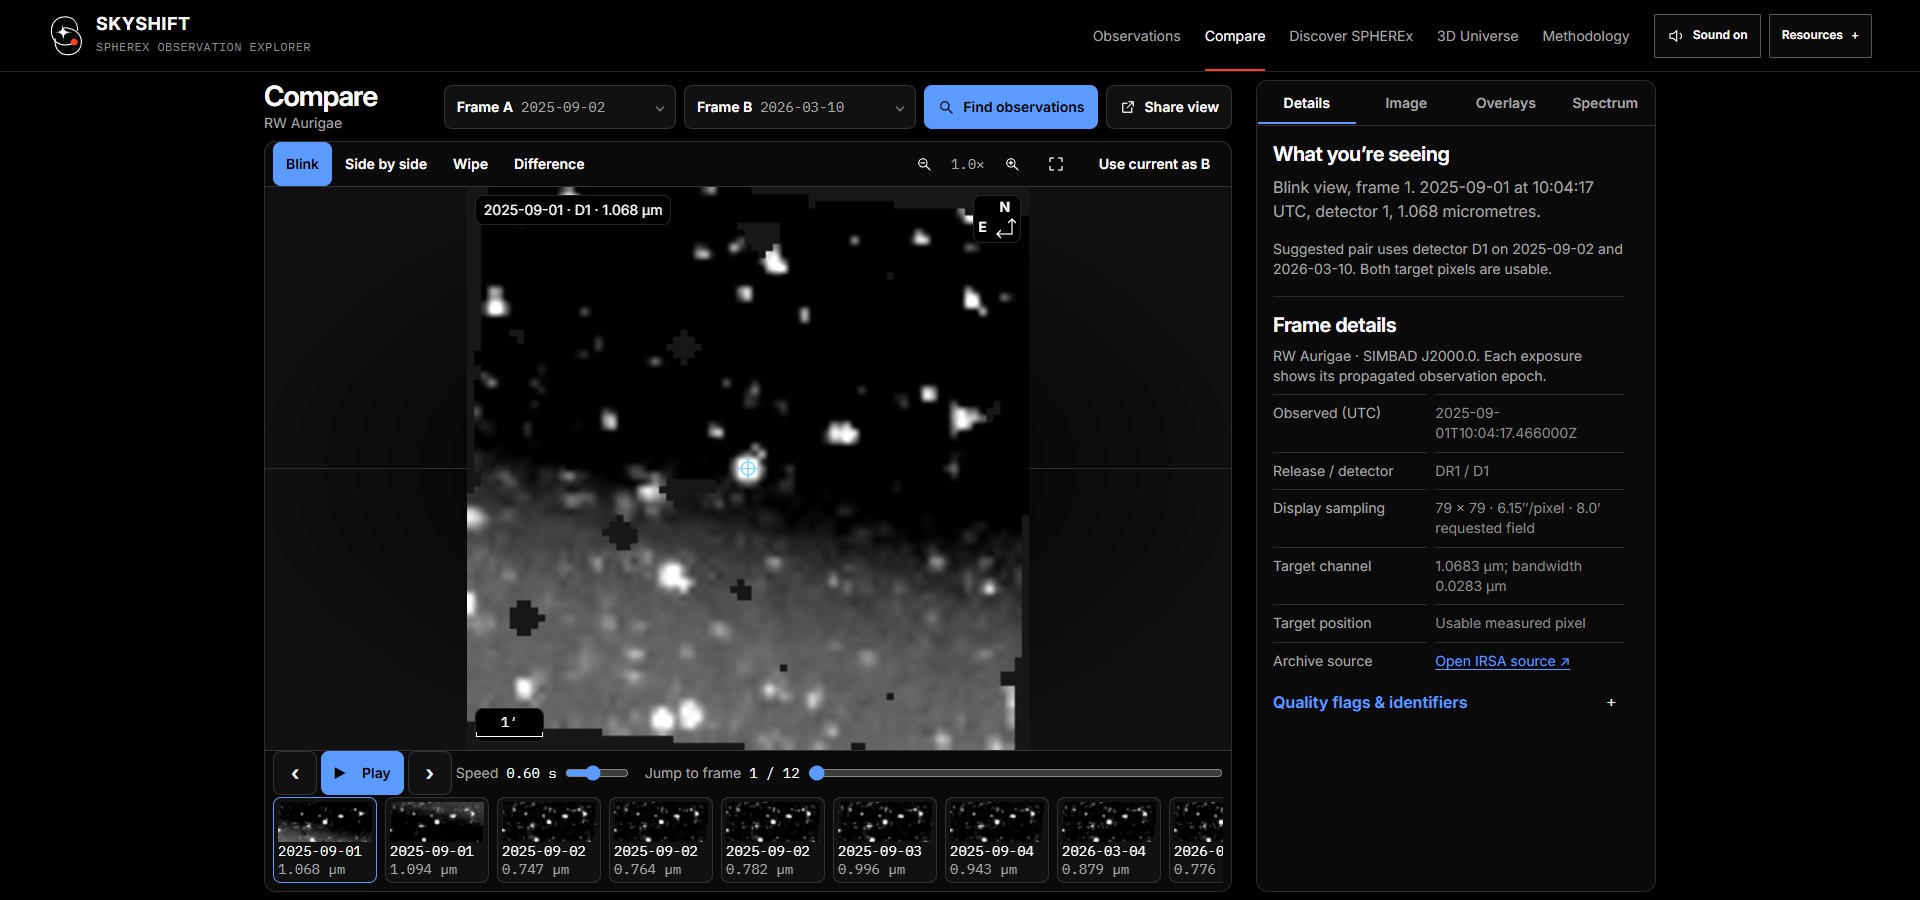 SKYSHIFT
SPHEREX OBSERVATION EXPLORER
Observations
Compare
Discover SPHEREx
3D Universe
Methodology
Sound on
Resources +
Compare
RW Aurigae
Frame A 2025-09-02
Frame B 2026-03-10
Find observations
Share view
Blink
Side by side
Wipe
Difference
1.0×
Use current as B
2025-09-01 · D1 · 1.068 µm
N
E
1′
‹
Play
›
Speed 0.60 s
Jump to frame 1 / 12
2025-09-01
1.068 µm
2025-09-01
1.094 µm
2025-09-02
0.747 µm
2025-09-02
0.764 µm
2025-09-02
0.782 µm
2025-09-03
0.996 µm
2025-09-04
0.943 µm
2026-03-04
0.879 µm
2026-0
0.776
Details
Image
Overlays
Spectrum
What you’re seeing
Blink view, frame 1. 2025-09-01 at 10:04:17
UTC, detector 1, 1.068 micrometres.
Suggested pair uses detector D1 on 2025-09-02 and
2026-03-10. Both target pixels are usable.
Frame details
RW Aurigae · SIMBAD J2000.0. Each exposure
shows its propagated observation epoch.
Observed (UTC)
2025-09-
01T10:04:17.466000Z
Release / detector
DR1 / D1
Display sampling
79 × 79 · 6.15″/pixel · 8.0′
requested field
Target channel
1.0683 µm; bandwidth
0.0283 µm
Target position
Usable measured pixel
Archive source
Open IRSA source ↗
Quality flags & identifiers +